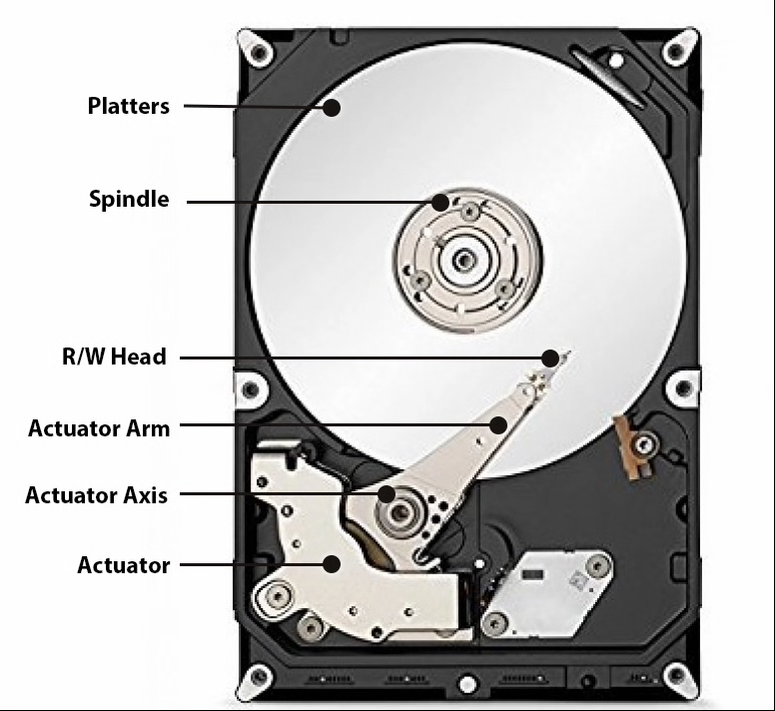 Platters
Spindle
R/W Head
Actuator Arm
Actuator Axis
Actuator